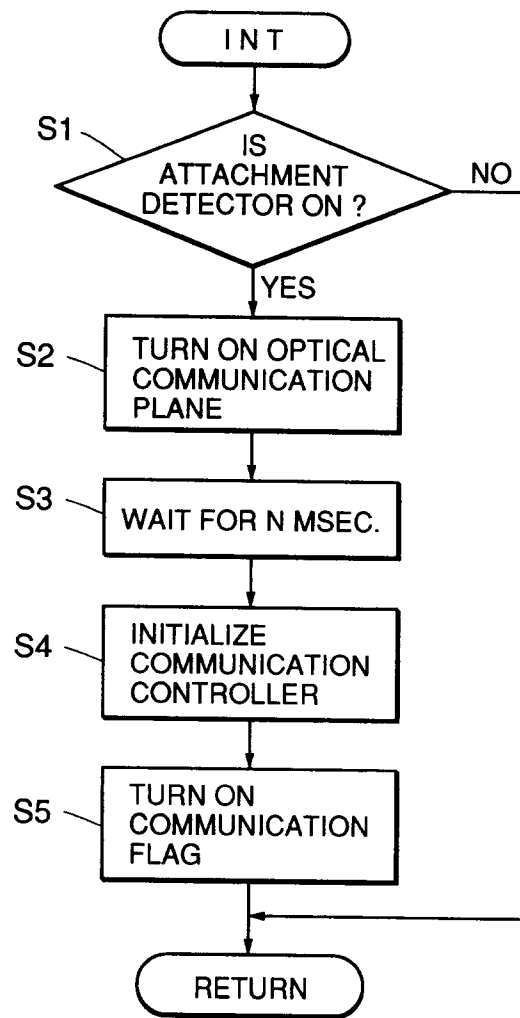 INT
S1
IS
ATTACHMENT
DETECTOR ON ?
NO
YES
S2
TURN ON OPTICAL
COMMUNICATION
PLANE
S3
WAIT FOR N MSEC.
S4
INITIALIZE
COMMUNICATION
CONTROLLER
S5
TURN ON
COMMUNICATION
FLAG
RETURN